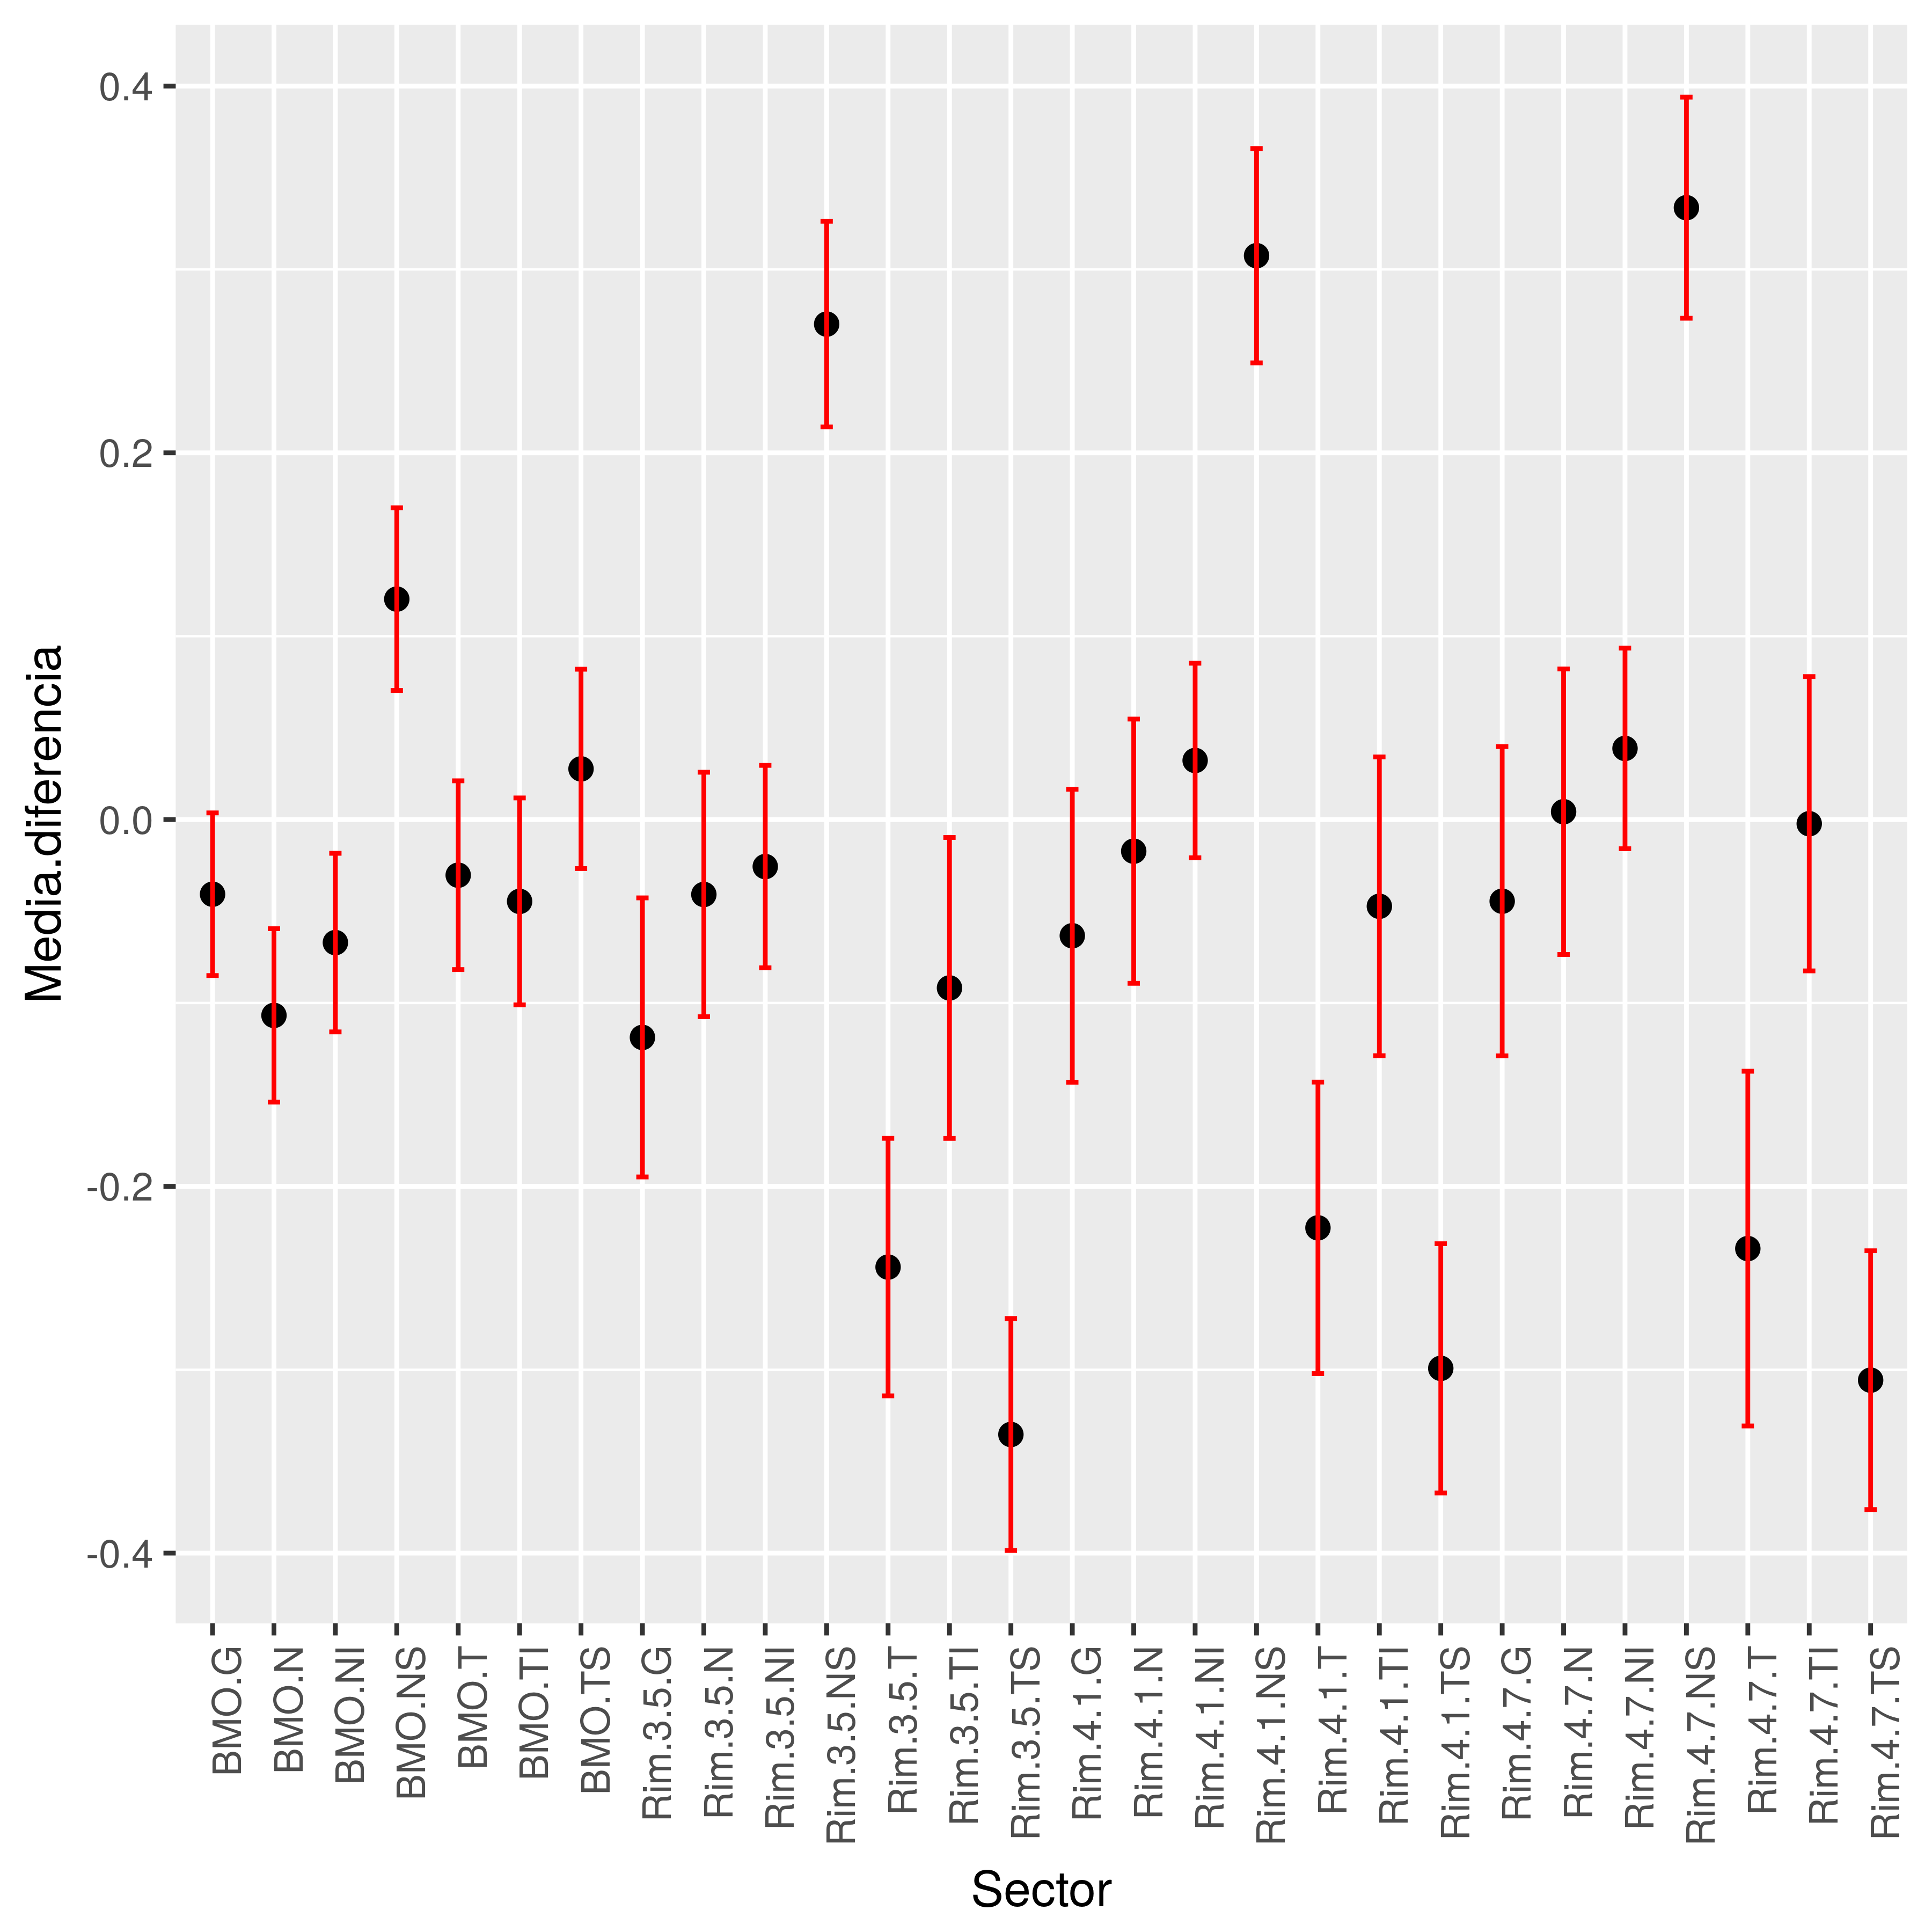 Media.diferencia
0.4
0.2
0.0
-0.2
-0.4
BMO.G
BMO.N
BMO.NI
BMO.NS
BMO.T
BMO.TI
BMO.TS
Rim.3.5.G
Rim.3.5.N
Rim.3.5.NI
Rim.3.5.NS
Rim.3.5.T
Rim.3.5.TI
Rim.3.5.TS
Rim.4.1.G
Rim.4.1.N
Rim.4.1.NI
Rim.4.1.NS
Rim.4.1.T
Rim.4.1.TI
Rim.4.1.TS
Rim.4.7.G
Rim.4.7.N
Rim.4.7.NI
Rim.4.7.NS
Rim.4.7.T
Rim.4.7.TI
Rim.4.7.TS
Sector